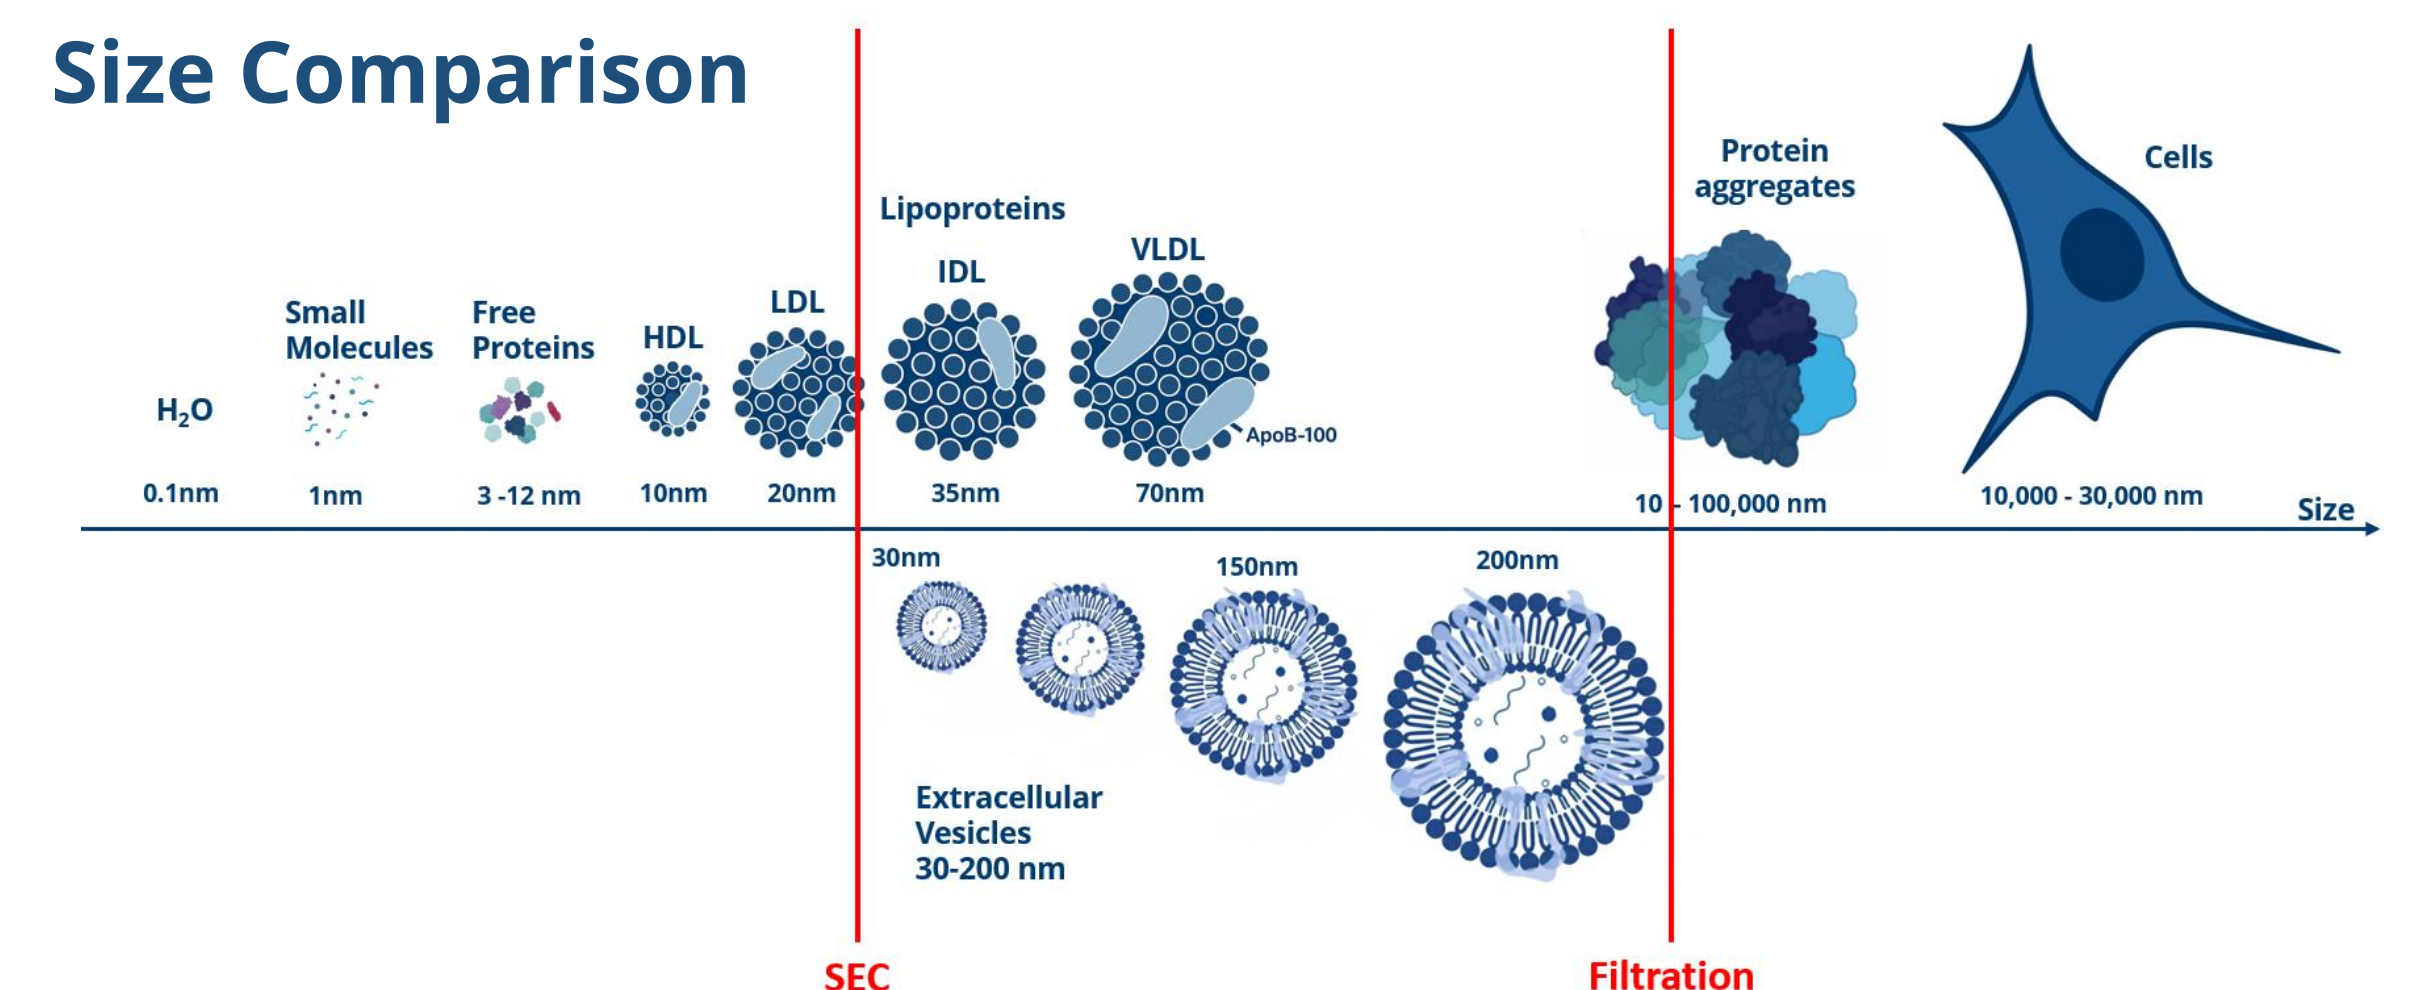 Size Comparison
Lipoproteins
Protein
aggregates
Cells
VLDL
IDL
LDL
HDL
Small
Molecules
Free
Proteins
H₂O
ApoB-100
0.1nm
1nm
3 -12 nm
10nm
20nm
35nm
70nm
10 - 100,000 nm
10,000 - 30,000 nm
Size
30nm
150nm
200nm
Extracellular
Vesicles
30-200 nm
SEC
Filtration